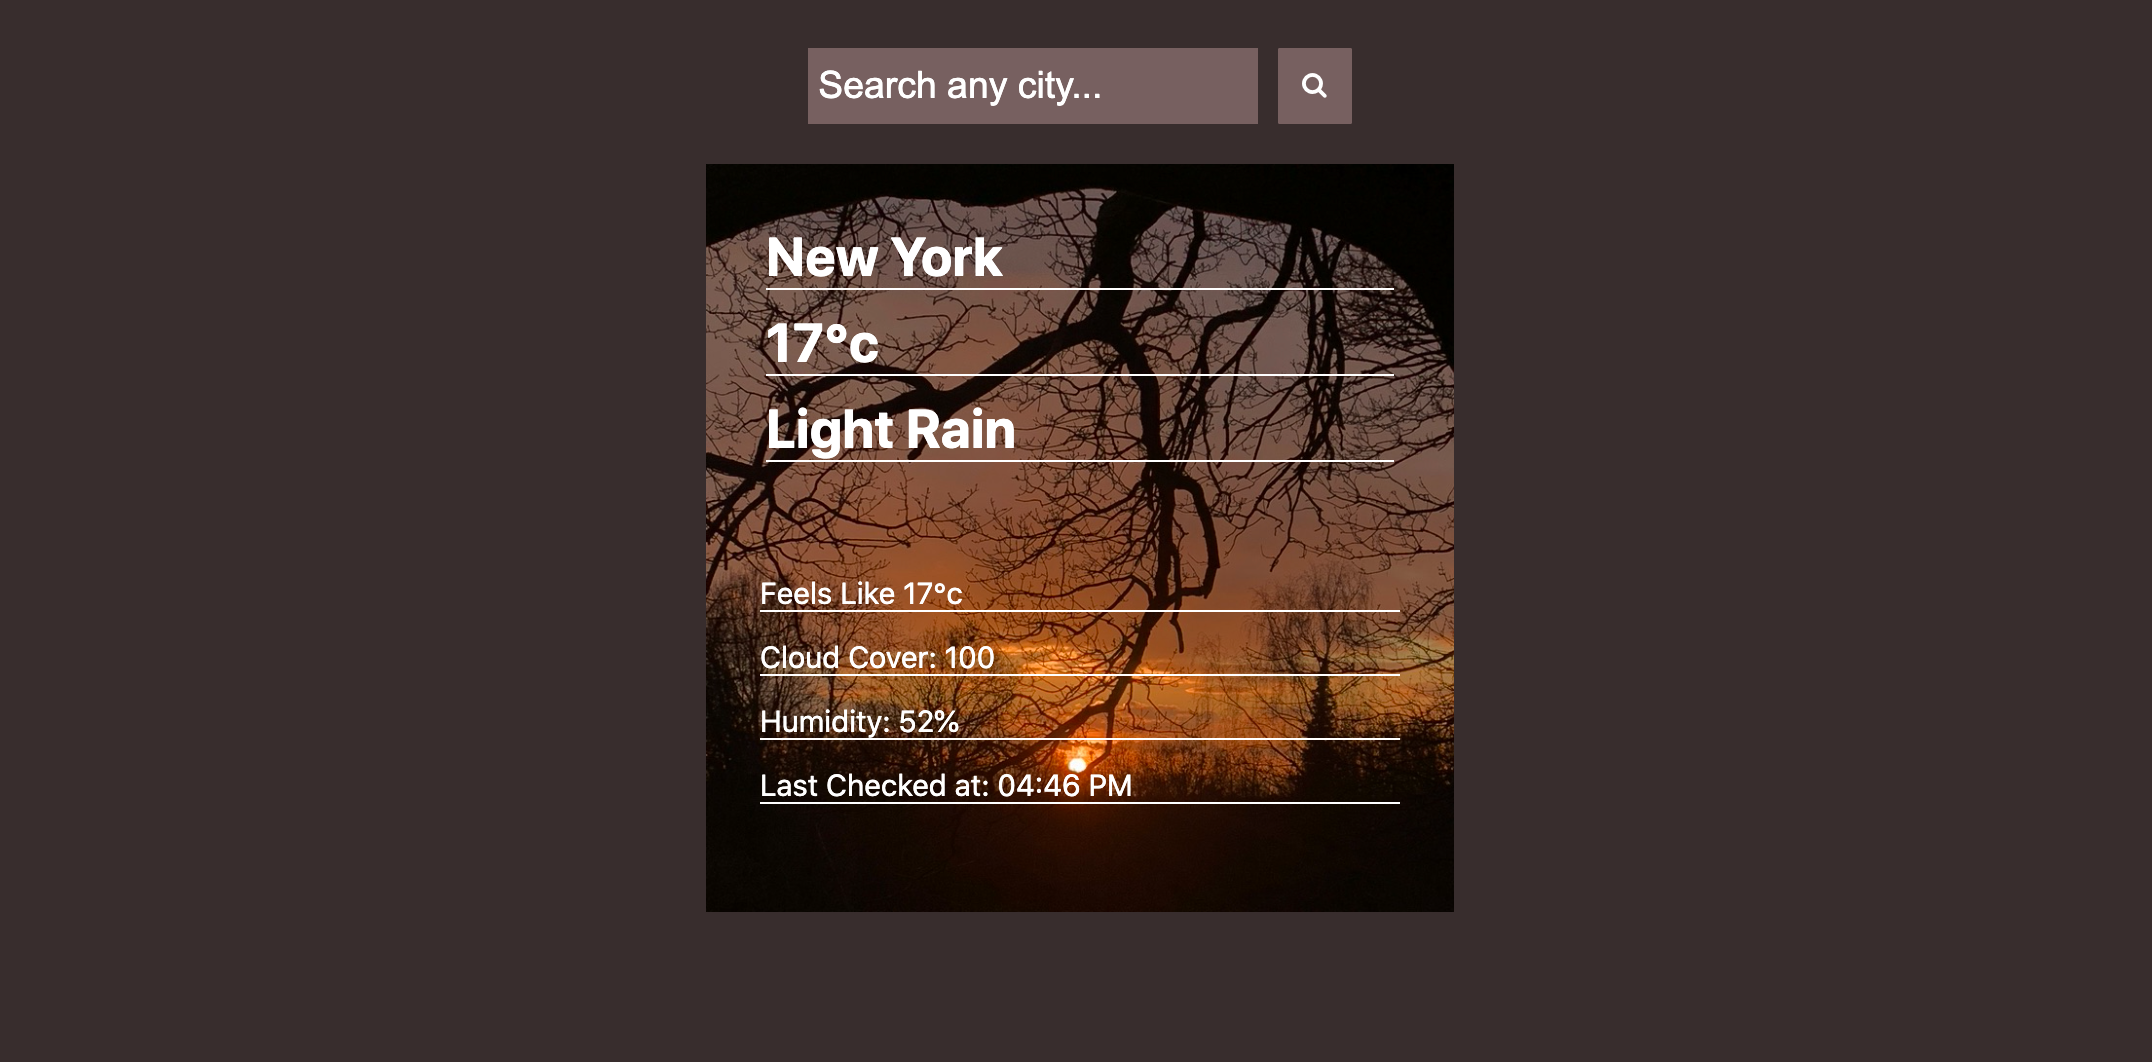 Search any city...
New York
17°c
Light Rain
Feels Like 17°c
Cloud Cover: 100
Humidity: 52%
Last Checked at: 04:46 PM